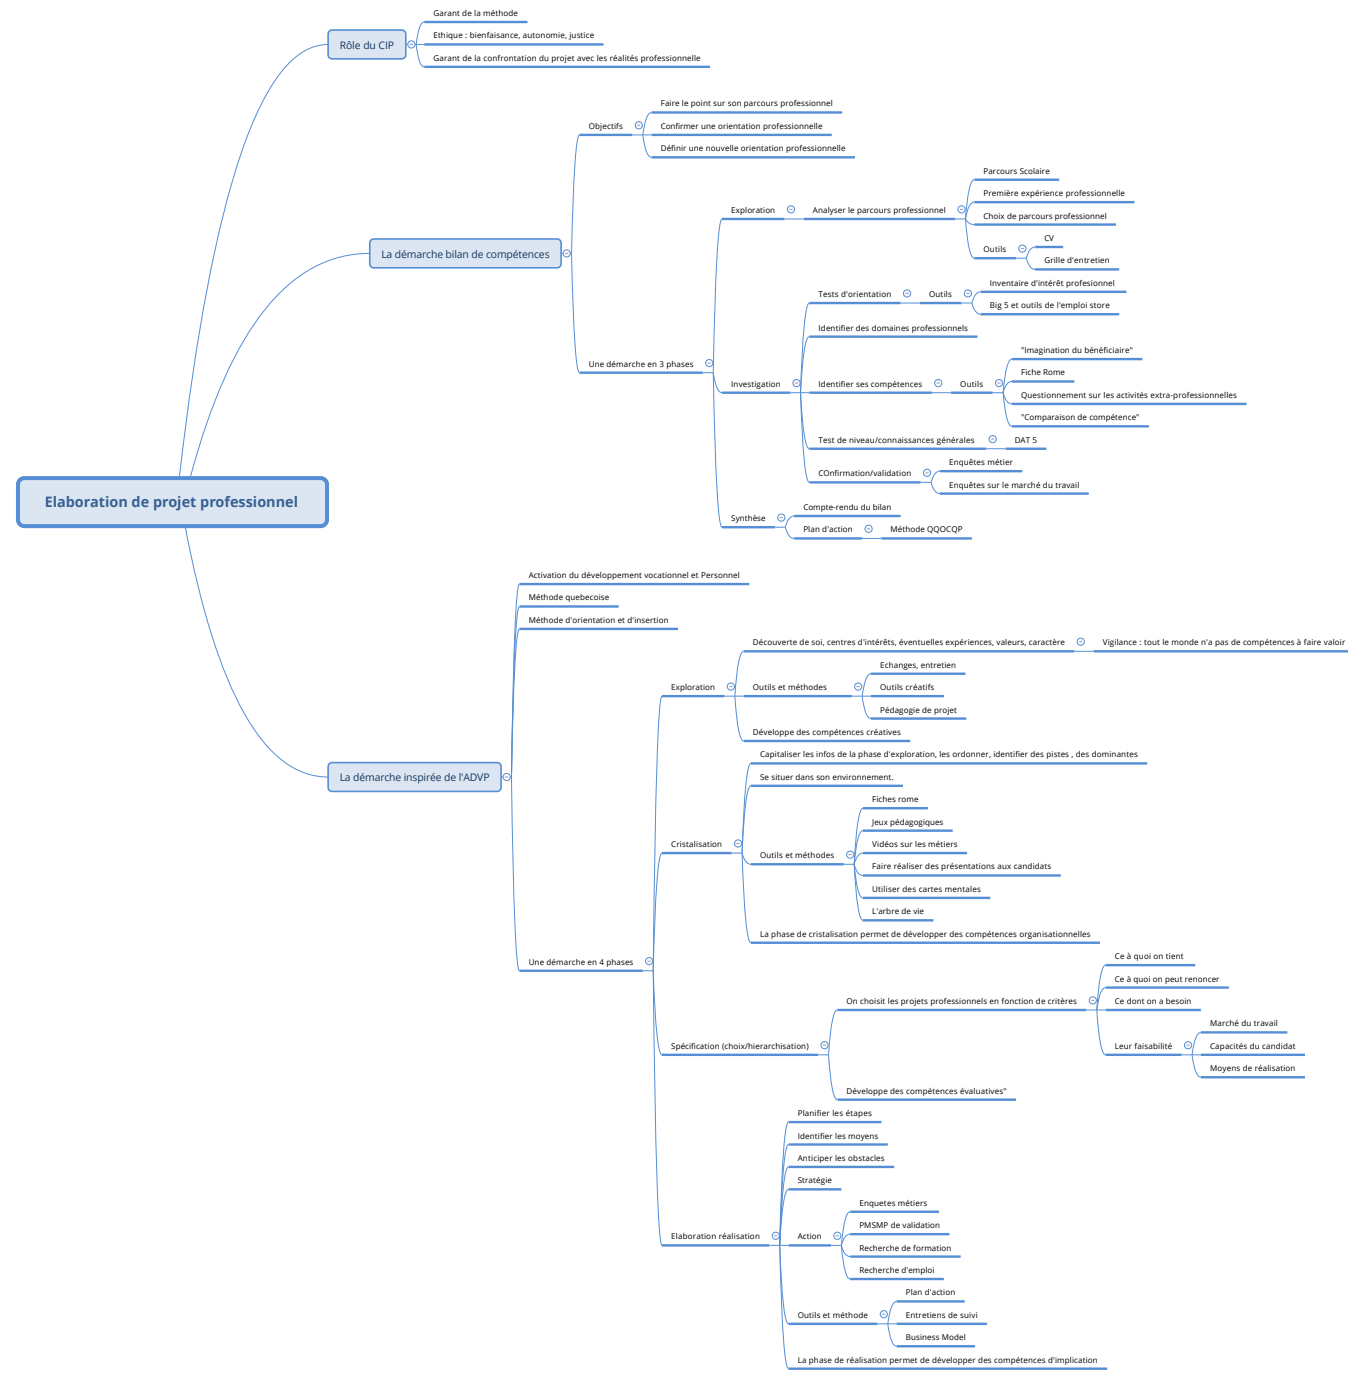 Elaboration de projet professionnel
Rôle du CIP
Garant de la méthode
Ethique : bienfaisance, autonomie, justice
Garant de la confrontation du projet avec les réalités professionnelle
La démarche bilan de compétences
Objectifs
Faire le point sur son parcours professionnel
Confirmer une orientation professionnelle
Définir une nouvelle orientation professionnelle
Une démarche en 3 phases
Exploration
Analyser le parcours professionnel
Parcours Scolaire
Première expérience professionnelle
Choix de parcours professionnel
Outils
CV
Grille d'entretien
Investigation
Tests d'orientation
Outils
Inventaire d'intérêt profesionnel
Big 5 et outils de l'emploi store
Identifier des domaines professionnels
Identifier ses compétences
Outils
"Imagination du bénéficiaire"
Fiche Rome
Questionnement sur les activités extra-professionnelles
"Comparaison de compétence"
Test de niveau/connaissances générales
DAT 5
COnfirmation/validation
Enquêtes métier
Enquêtes sur le marché du travail
Synthèse
Compte-rendu du bilan
Plan d'action
Méthode QQOCQP
La démarche inspirée de l'ADVP
Activation du développement vocationnel et Personnel
Méthode quebecoise
Méthode d'orientation et d'insertion
Une démarche en 4 phases
Exploration
Découverte de soi, centres d'intérêts, éventuelles expériences, valeurs, caractère
Vigilance : tout le monde n'a pas de compétences à faire valoir
Outils et méthodes
Echanges, entretien
Outils créatifs
Pédagogie de projet
Développe des compétences créatives
Cristalisation
Capitaliser les infos de la phase d'exploration, les ordonner, identifier des pistes , des dominantes
Se situer dans son environnement.
Outils et méthodes
Fiches rome
Jeux pédagogiques
Vidéos sur les métiers
Faire réaliser des présentations aux candidats
Utiliser des cartes mentales
L'arbre de vie
La phase de cristalisation permet de développer des compétences organisationnelles
Spécification (choix/hierarchisation)
On choisit les projets professionnels en fonction de critères
Ce à quoi on tient
Ce à quoi on peut renoncer
Ce dont on a besoin
Leur faisabilité
Marché du travail
Capacités du candidat
Moyens de réalisation
Développe des compétences évaluatives"
Elaboration réalisation
Planifier les étapes
Identifier les moyens
Anticiper les obstacles
Stratégie
Action
Enquetes métiers
PMSMP de validation
Recherche de formation
Recherche d'emploi
Outils et méthode
Plan d'action
Entretiens de suivi
Business Model
La phase de réalisation permet de développer des compétences d'implication